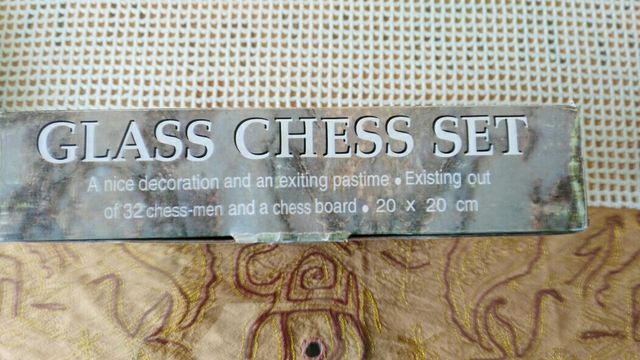 GLASS CHESS SET
A nice decoration and an exiting pastime • Existing out
of 32 chess-men and a chess board • 20 x 20 cm